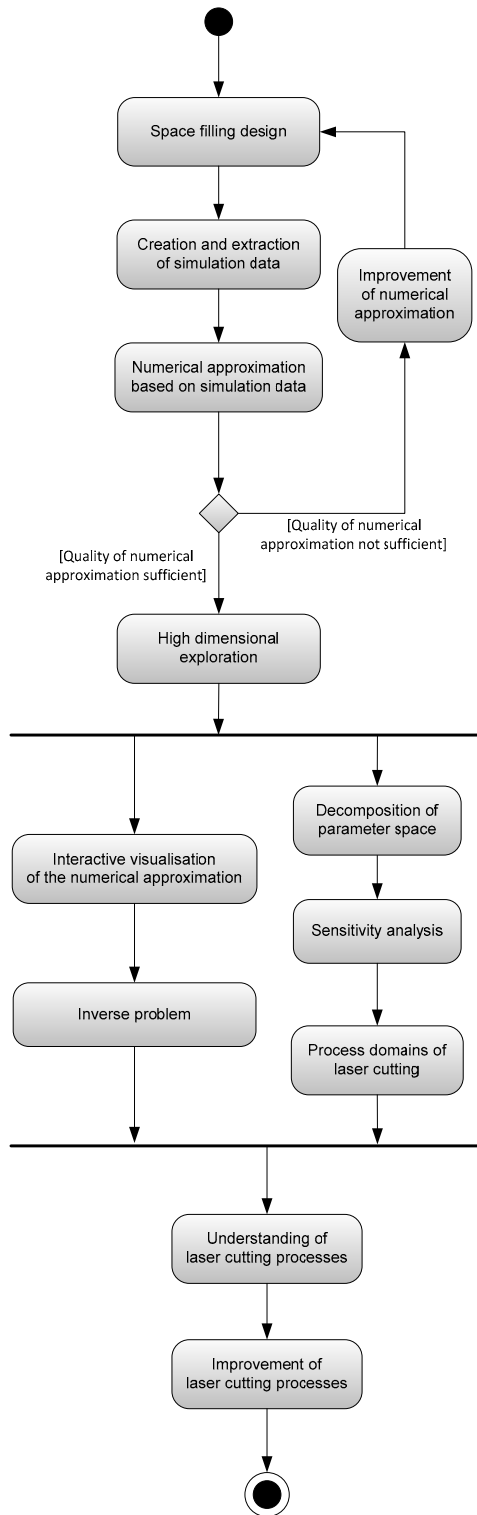 Space filling design
Creation and extraction
of simulation data
Improvement
of numerical
approximation
Numerical approximation
based on simulation data
[Quality of numerical
approximation not sufficient]
[Quality of numerical
approximation sufficient]
High dimensional
exploration
Interactive visualisation
of the numerical approximation
Inverse problem
Decomposition of
parameter space
Sensitivity analysis
Process domains of
laser cutting
Understanding of
laser cutting processes
Improvement of
laser cutting processes